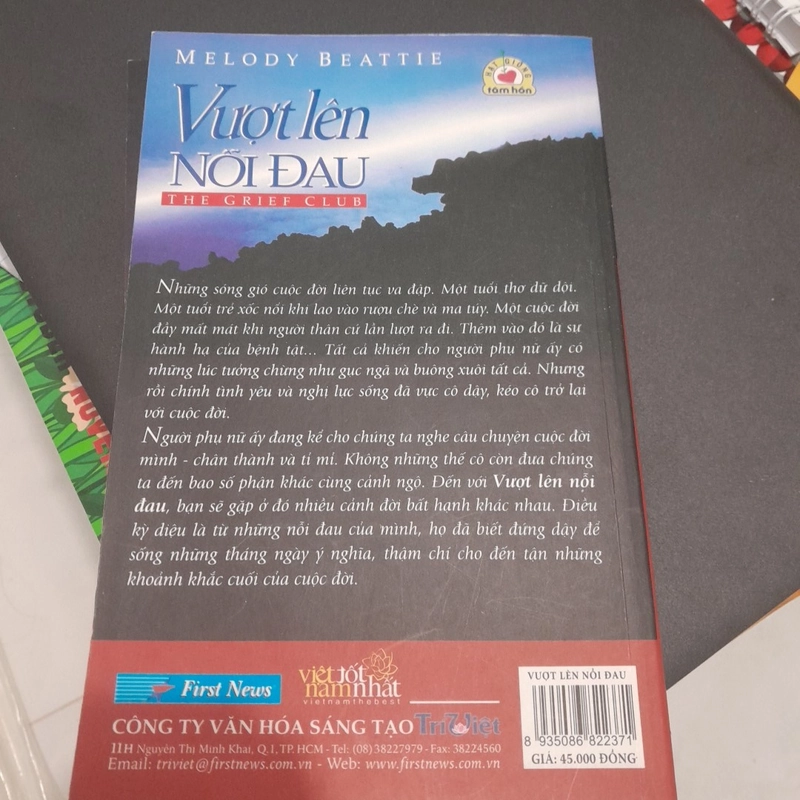 MELODY BEATTIE
HẠT GIỐNG
tâm hồn
Vượt lên
NỖI ĐAU
THE GRIEF CLUB
Những sóng gió cuộc đời liên tục va đập. Một tuổi thơ dữ dội.
Một tuổi trẻ xốc nổi khi lao vào rượu chè và ma túy. Một cuộc đời
đầy mất mát khi người thân cứ lần lượt ra đi. Thêm vào đó là sự
hành hạ của bệnh tật... Tất cả khiến cho người phụ nữ ấy có
những lúc tưởng chừng như gục ngã và buông xuôi tất cả. Nhưng
rồi chính tình yêu và nghị lực sống đã vực cô dậy, kéo cô trở lại
với cuộc đời.
Người phụ nữ ấy đang kể cho chúng ta nghe câu chuyện cuộc đời
mình - chân thành và tỉ mỉ. Không những thế cô còn đưa chúng
ta đến bao số phận khác cùng cảnh ngộ. Đến với Vượt lên nỗi
đau, bạn sẽ gặp ở đó nhiều cảnh đời bất hạnh khác nhau. Điều
kỳ diệu là từ những nỗi đau của mình, họ đã biết đứng dậy để
sống những tháng ngày ý nghĩa, thậm chí cho đến tận những
khoảnh khắc cuối của cuộc đời.
First News
việt tốt
nam nhất
vietnamthebest
CÔNG TY VĂN HÓA SÁNG TẠO Trí Việt
11H Nguyễn Thị Minh Khai, Q.1, TP. HCM - Tel: (08) 38227979 - Fax: 38224560
Email: triviet@firstnews.com.vn - Web: www.firstnews.com.vn
VƯỢT LÊN NỖI ĐAU
8 935086 822371
GIÁ: 45.000 ĐỒNG